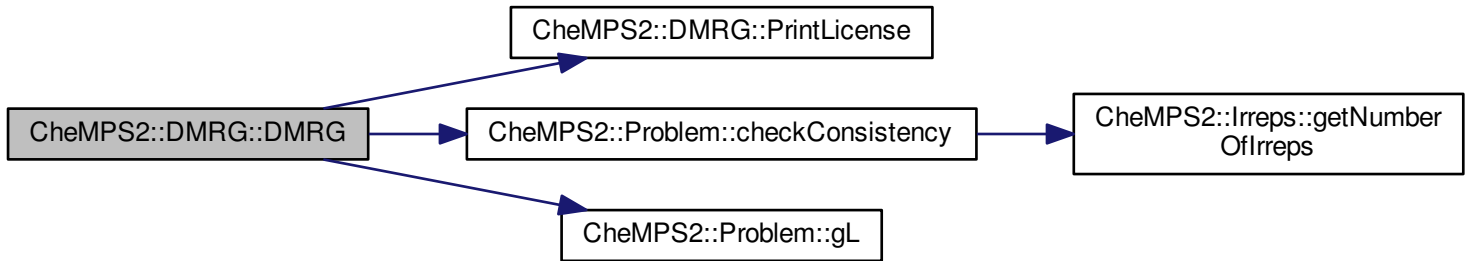 CheMPS2::DMRG::PrintLicense
CheMPS2::DMRG::DMRG
CheMPS2::Problem::checkConsistency
CheMPS2::Irreps::getNumber
OfIrreps
CheMPS2::Problem::gL